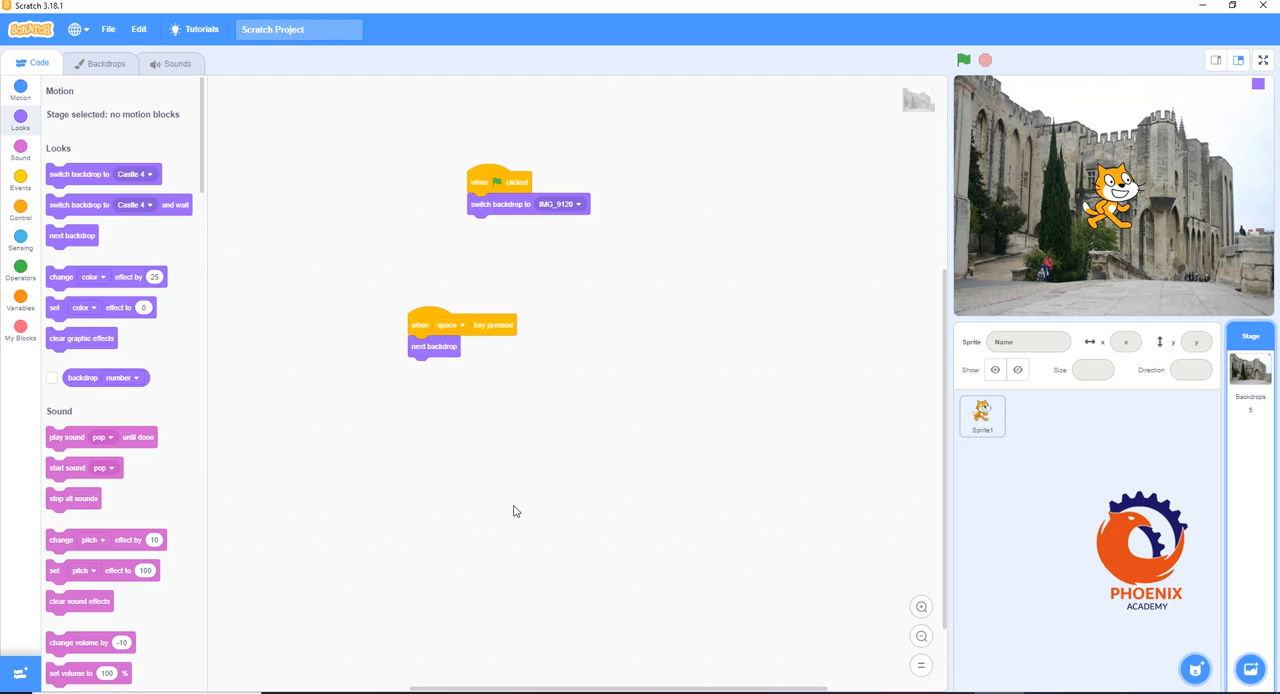 Scratch 3.18.1
SCRATCH
File
Edit
Tutorials
Scratch Project
Code
Backdrops
Sounds
Motion
Looks
Sound
Events
Control
Sensing
Operators
Variables
My Blocks
Motion
Stage selected: no motion blocks
Looks
switch backdrop to Castle 4
switch backdrop to Castle 4 and wait
next backdrop
change color effect by 25
set color effect to 0
clear graphic effects
backdrop number
Sound
play sound pop until done
start sound pop
stop all sounds
change pitch effect by 10
set pitch effect to 100
clear sound effects
change volume by -10
set volume to 100 %
when clicked
switch backdrop to IMG_9120
when space key pressed
next backdrop
Sprite Name x x y y
Show Size Direction
Sprite1
Stage
Backdrops
5
PHOENIX
ACADEMY